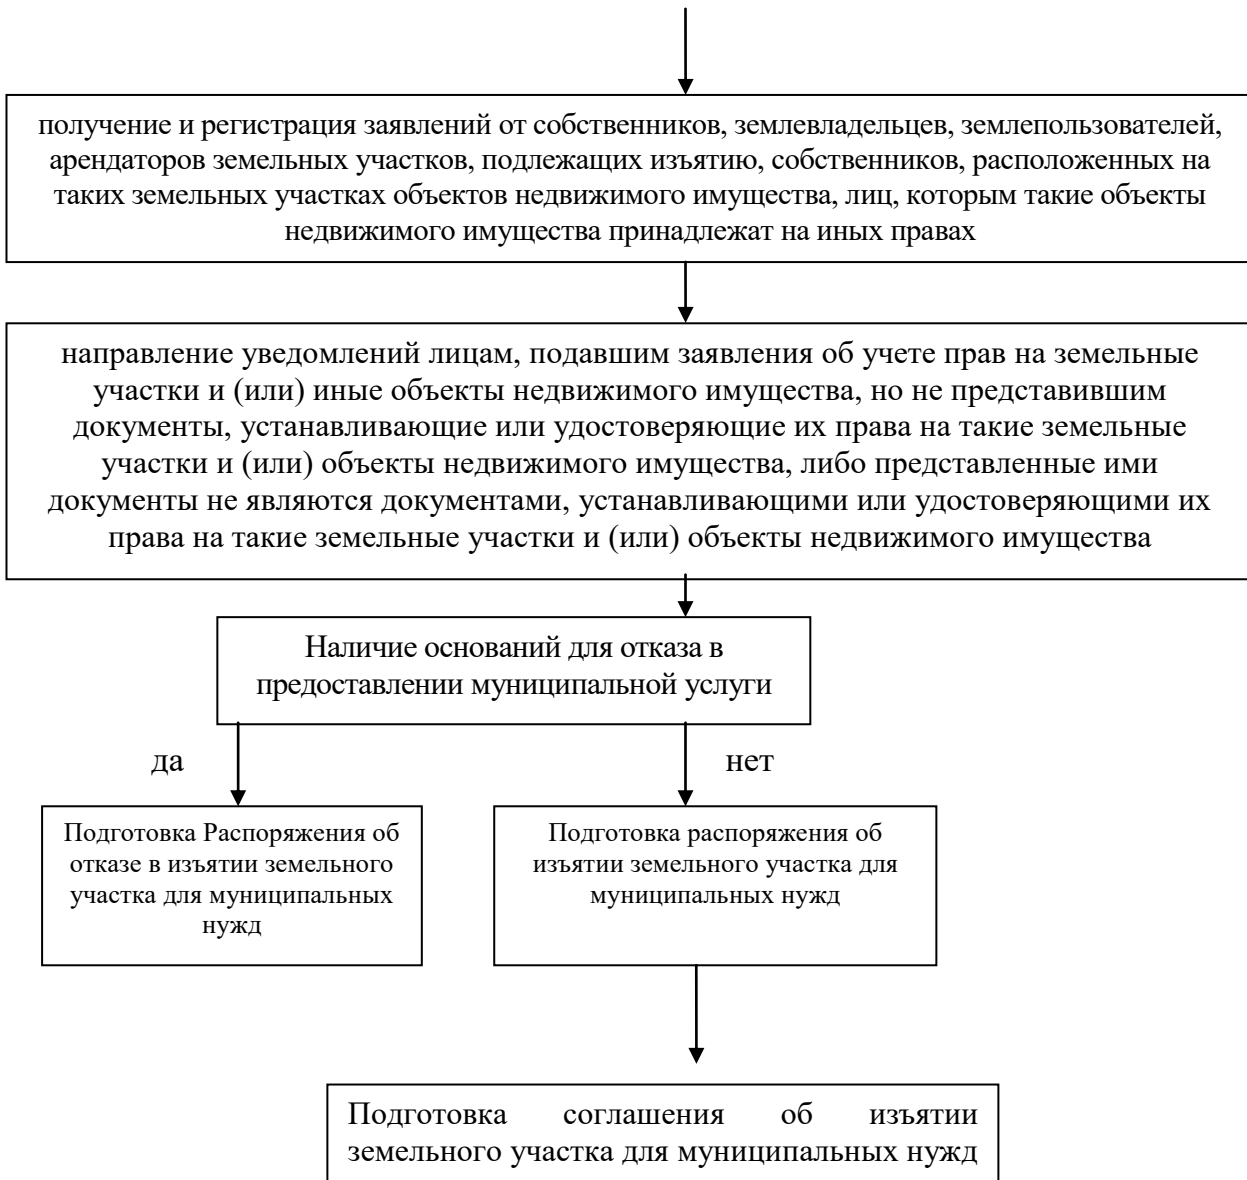 получение и регистрация заявлений от собственников, землевладельцев, землепользователей,
арендаторов земельных участков, подлежащих изъятию, собственников, расположенных на
таких земельных участках объектов недвижимого имущества, лиц, которым такие объекты
недвижимого имущества принадлежат на иных правах
направление уведомлений лицам, подавшим заявления об учете прав на земельные
участки и (или) иные объекты недвижимого имущества, но не представившим
документы, устанавливающие или удостоверяющие их права на такие земельные
участки и (или) объекты недвижимого имущества, либо представленные ими
документы не являются документами, устанавливающими или удостоверяющими их
права на такие земельные участки и (или) объекты недвижимого имущества
Наличие оснований для отказа в
предоставлении муниципальной услуги
да
нет
Подготовка Распоряжения об
отказе в изъятии земельного
участка для муниципальных
нужд
Подготовка распоряжения об
изъятии земельного участка для
муниципальных нужд
Подготовка соглашения об изъятии
земельного участка для муниципальных нужд